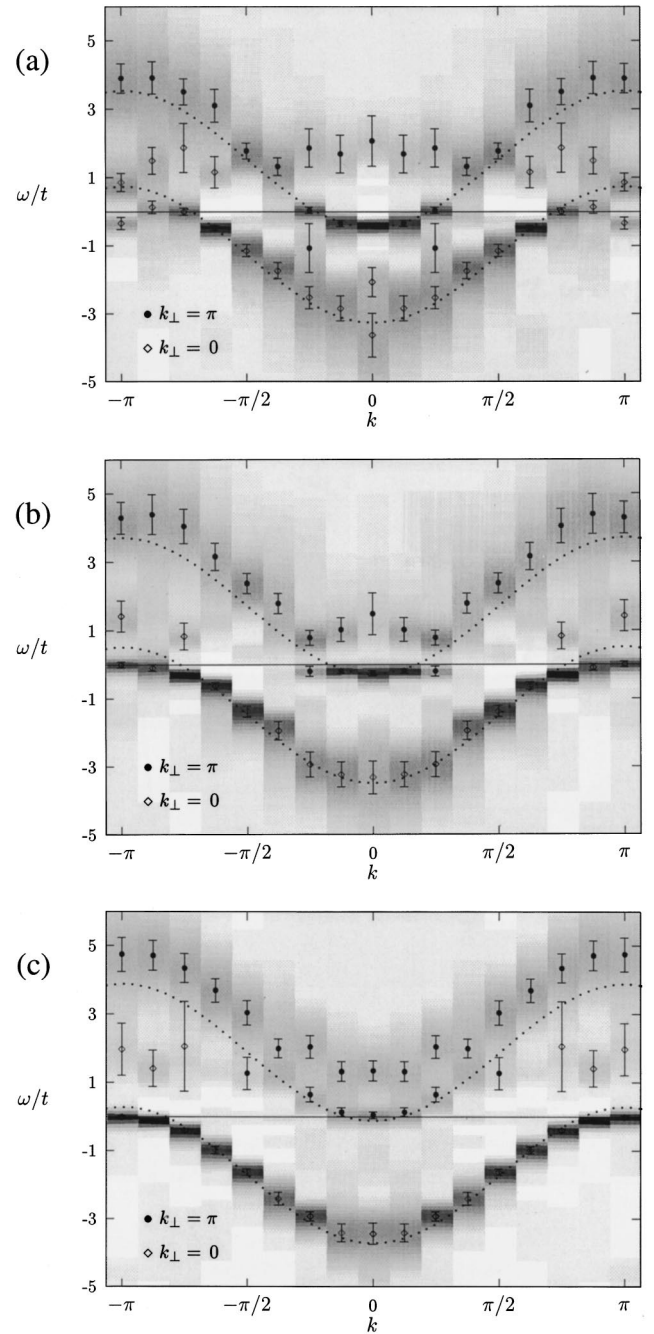 (a)
5
3
1
ω/t
-1
-3
-5
● k⊥ = π
◇ k⊥ = 0
−π −π/2 0 π/2 π
k
(b)
5
3
1
ω/t
-1
-3
-5
● k⊥ = π
◇ k⊥ = 0
−π −π/2 0 π/2 π
k
(c)
5
3
1
ω/t
-1
-3
-5
● k⊥ = π
◇ k⊥ = 0
−π −π/2 0 π/2 π
k